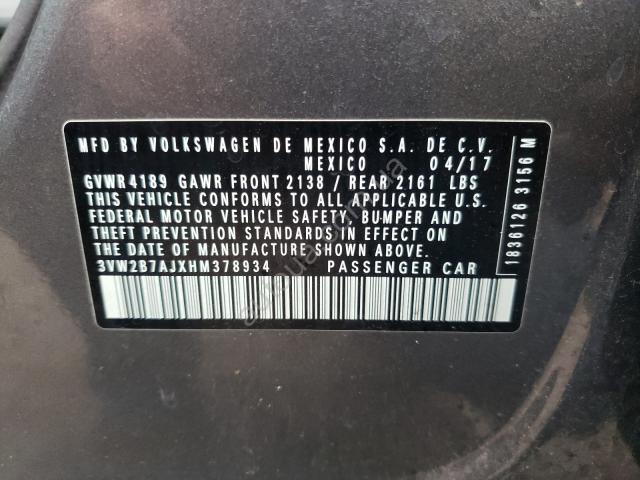 MFD BY VOLKSWAGEN DE MEXICO S.A. DE C.V.
MEXICO 04/17
GVWR4189 GAWR FRONT 2138 / REAR 2161 LBS
THIS VEHICLE CONFORMS TO ALL APPLICABLE U.S.
FEDERAL MOTOR VEHICLE SAFETY, BUMPER AND
THEFT PREVENTION STANDARDS IN EFFECT ON
THE DATE OF MANUFACTURE SHOWN ABOVE.
3VW2B7AJXHM378934 PASSENGER CAR
1836126 3156 M